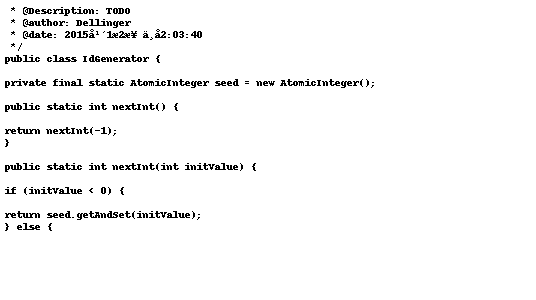 * @Description: TODO
* @author: Dellinger
* @date: 2015å¹´1æ2æ¥ ä¸å2:03:40
*/
public class IdGenerator {
private final static AtomicInteger seed = new AtomicInteger();
public static int nextInt() {
return nextInt(-1);
}
public static int nextInt(int initValue) {
if (initValue < 0) {
return seed.getAndSet(initValue);
} else {